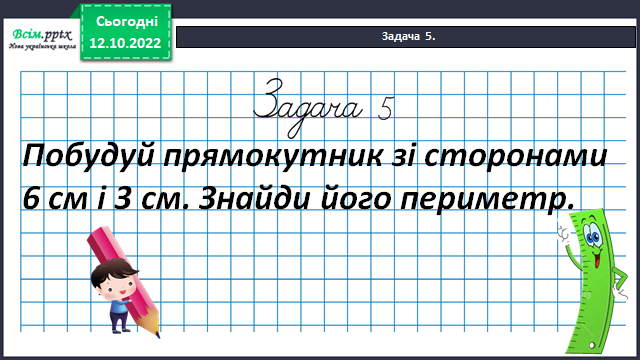 Всім.pptx
Нова українська школа
Сьогодні
12.10.2022
Задача 5.
Задача 5
Побудуй прямокутник зі сторонами
6 см і 3 см. Знайди його периметр.